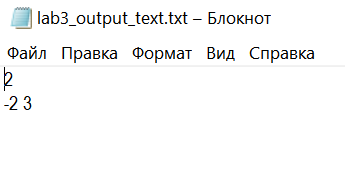 lab3_output_text.txt – Блокнот
Файл Правка Формат Вид Справка
2
-2 3